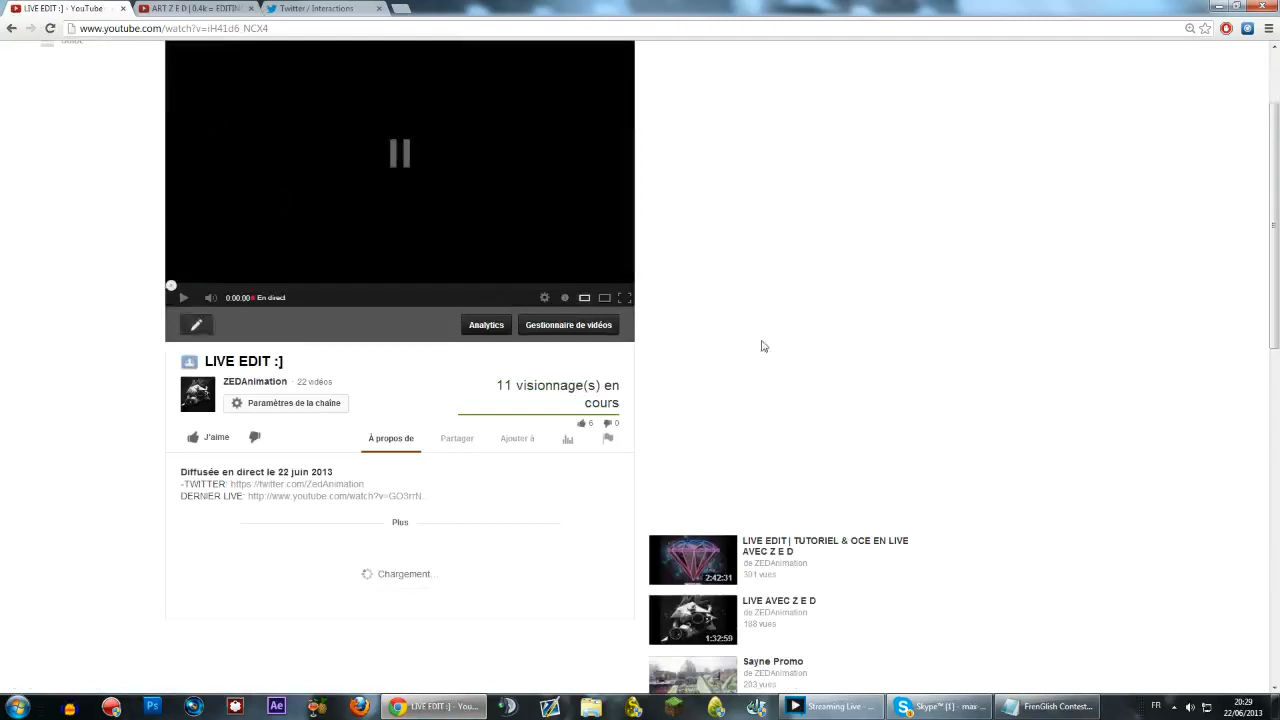 LIVE EDIT :] - YouTube
ART Z E D | 0.4k = EDITIN
Twitter / Interactions
www.youtube.com/watch?v=iH41d6_NCX4
GUIDE
0:00:00 En direct
Analytics
Gestionnaire de vidéos
LIVE EDIT :]
ZEDAnimation · 22 vidéos
Paramètres de la chaîne
11 visionnage(s) en
cours
6 0
J'aime
À propos de
Partager
Ajouter à
Diffusée en direct le 22 juin 2013
-TWITTER: https://twitter.com/ZedAnimation
DERNIER LIVE: http://www.youtube.com/watch?v=GO3rrN...
Plus
Chargement...
LIVE EDIT | TUTORIEL & OCE EN LIVE
AVEC Z E D
de ZEDAnimation
301 vues
2:42:31
LIVE AVEC Z E D
de ZEDAnimation
188 vues
1:32:59
Sayne Promo
de ZEDAnimation
203 vues
Ps
Ae
LIVE EDIT :] - You...
Streaming Live - ...
Skype™ [1] - max-...
FrenGlish Contest...
FR
20:29
22/06/2013